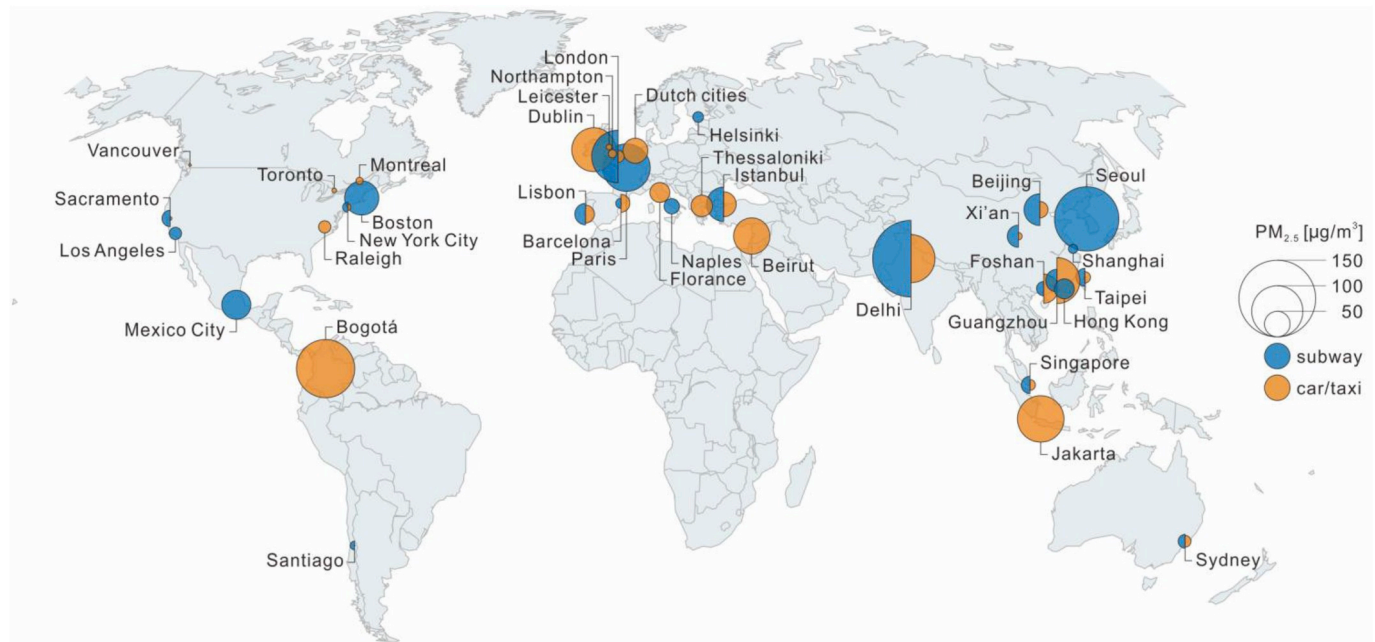 London
Northampton
Leicester
Dublin
Dutch cities
Helsinki
Vancouver
Toronto
Montreal
Thessaloniki
Istanbul
Sacramento
Lisbon
Beijing
Seoul
Xi'an
Boston
New York City
Los Angeles
Raleigh
Barcelona
Paris
Naples
Florance
Beirut
Foshan
Shanghai
Taipei
Delhi
Guangzhou
Hong Kong
Mexico City
Bogotá
Singapore
Jakarta
Santiago
Sydney
PM2.5 [µg/m³]
150
100
50
subway
car/taxi